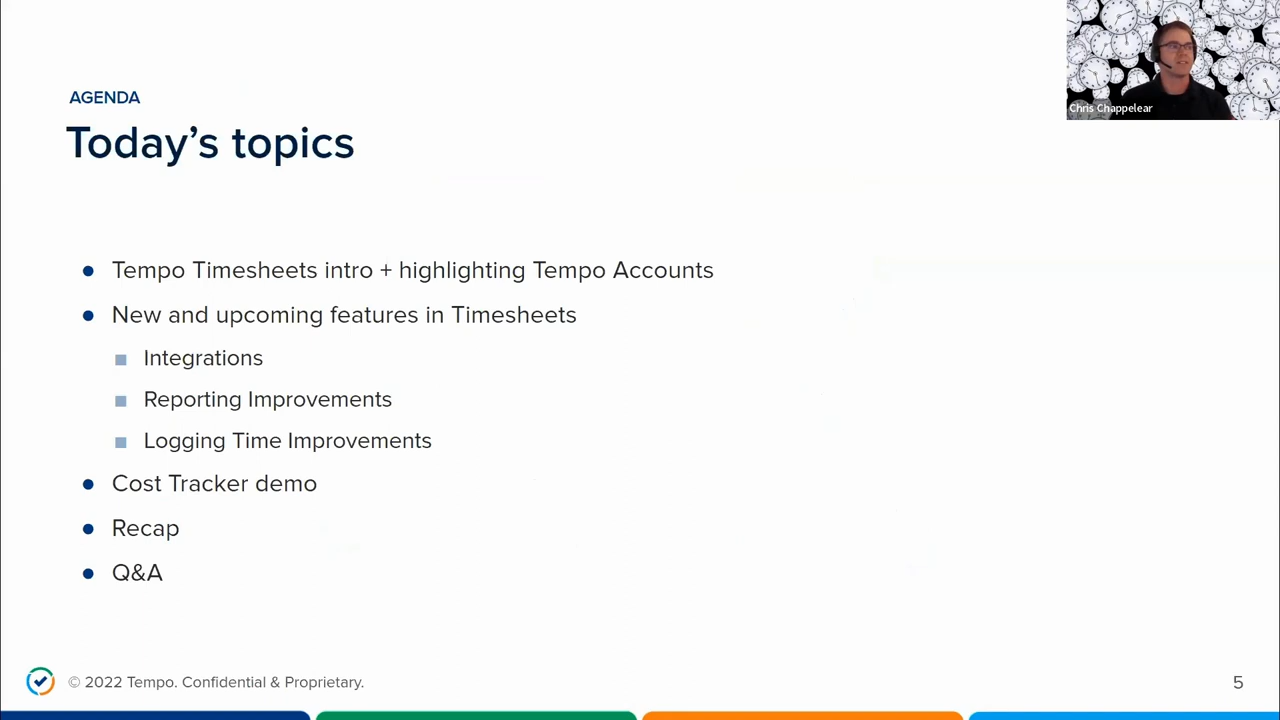 Chris Chappelear
AGENDA
Today's topics
Tempo Timesheets intro + highlighting Tempo Accounts
New and upcoming features in Timesheets
Integrations
Reporting Improvements
Logging Time Improvements
Cost Tracker demo
Recap
Q&A
© 2022 Tempo. Confidential & Proprietary.
5